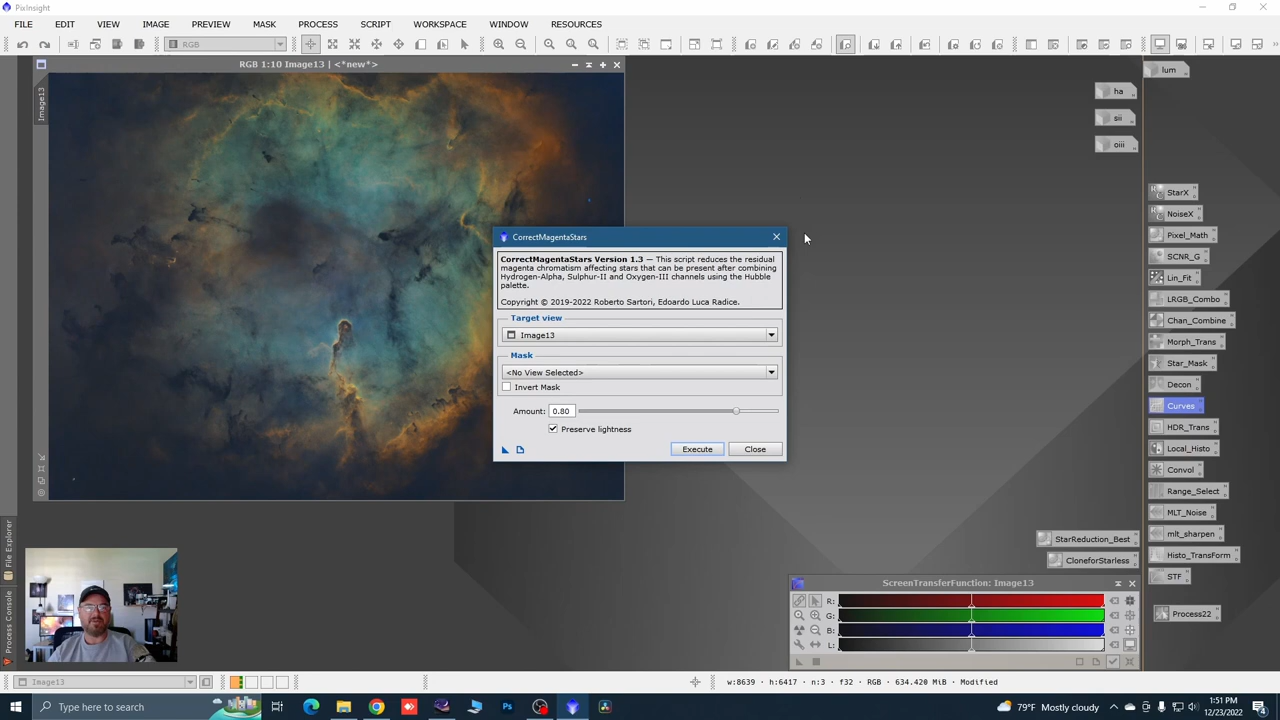 PixInsight
FILE EDIT VIEW IMAGE PREVIEW MASK PROCESS SCRIPT WORKSPACE WINDOW RESOURCES
RGB
RGB 1:10 Image13 | <*new*>
Image13
lum
ha
sii
oiii
StarX
NoiseX
Pixel_Math
SCNR_G
Lin_Fit
LRGB_Combo
Chan_Combine
Morph_Trans
Star_Mask
Decon
Curves
HDR_Trans
Local_Histo
Convol
Range_Select
MLT_Noise
mlt_sharpen
Histo_TransForm
STF
Process22
StarReduction_Best
CloneforStarless
CorrectMagentaStars
CorrectMagentaStars Version 1.3 — This script reduces the residual
magenta chromatism affecting stars that can be present after combining
Hydrogen-Alpha, Sulphur-II and Oxygen-III channels using the Hubble
palette.
Copyright © 2019-2022 Roberto Sartori, Edoardo Luca Radice.
Target view
Image13
Mask
<No View Selected>
Invert Mask
Amount: 0.80
Preserve lightness
Execute Close
File Explorer
Process Console
ScreenTransferFunction: Image13
R:
G:
B:
L:
Image13
w:8639 · h:6417 · n:3 · f32 · RGB · 634.420 MiB · Modified
Type here to search
Ps
79°F Mostly cloudy
1:51 PM
12/23/2022
4